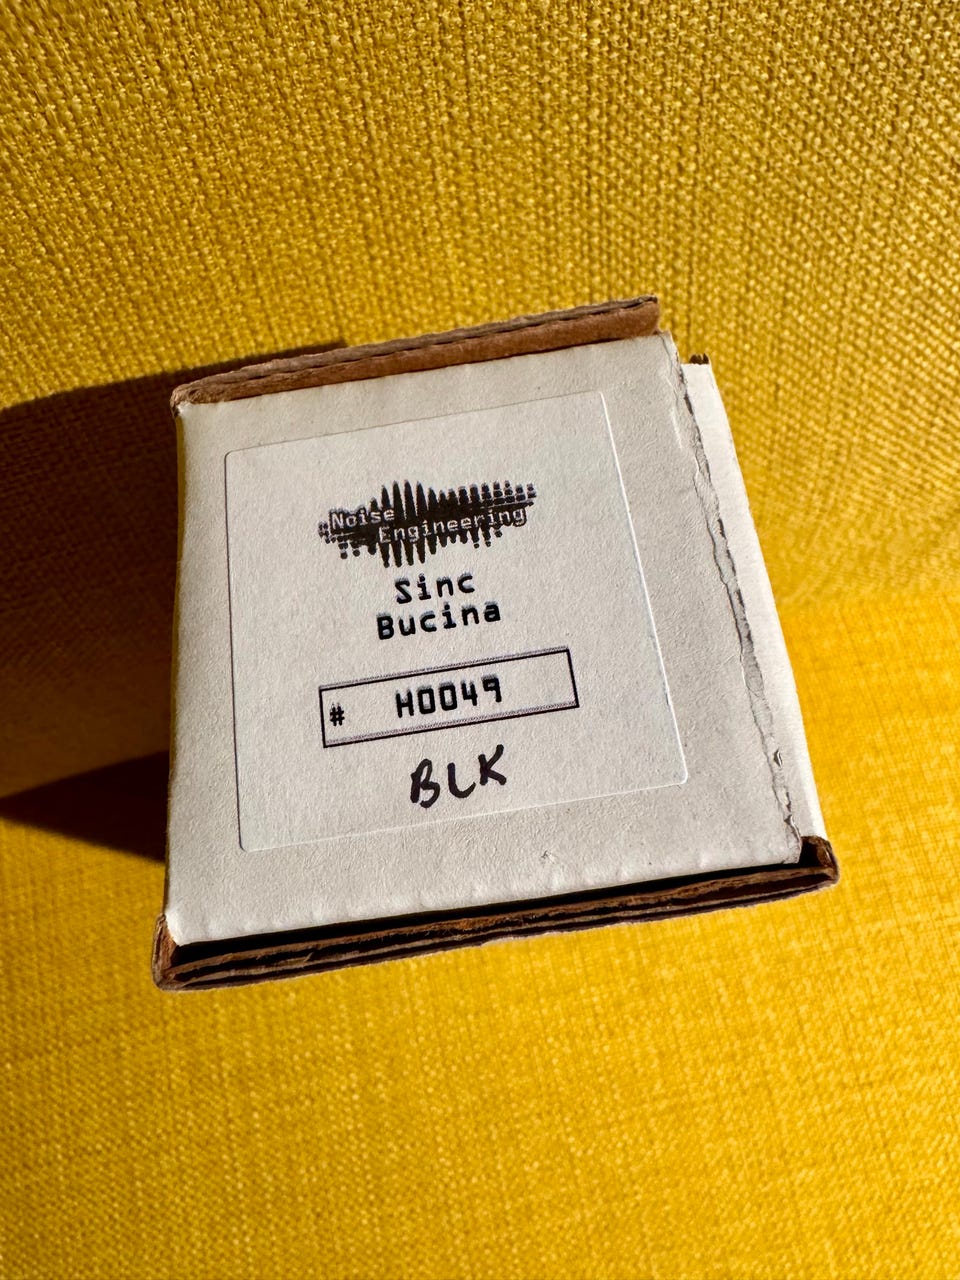 Noise
Engineering
Sinc
Bucina
# H0049
BLK